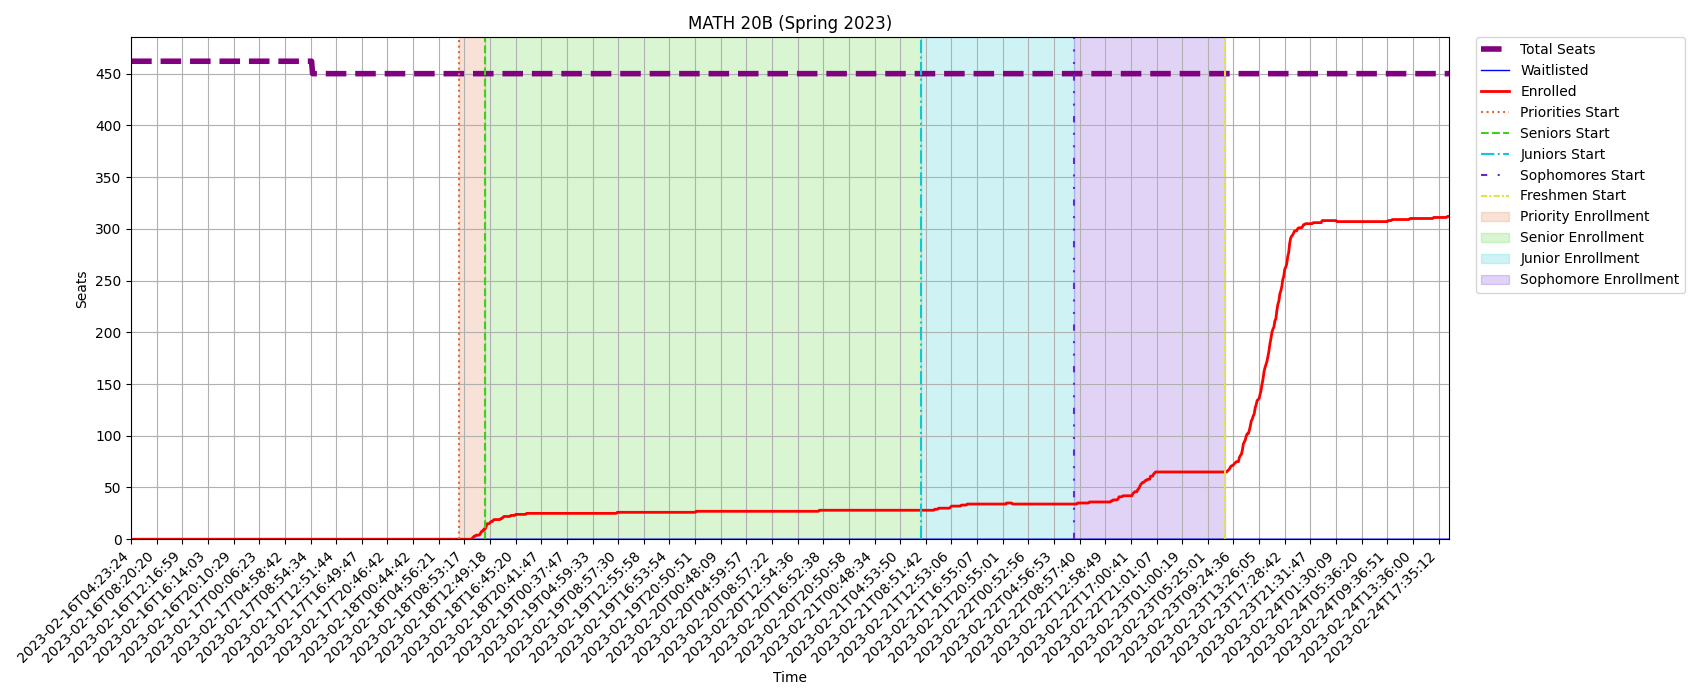 MATH 20B (Spring 2023)
Seats
450
400
350
300
250
200
150
100
50
0
2023-02-16T04:23:24
2023-02-16T08:20:20
2023-02-16T12:16:59
2023-02-16T16:14:03
2023-02-16T20:10:29
2023-02-17T00:06:23
2023-02-17T04:58:42
2023-02-17T08:54:34
2023-02-17T12:51:44
2023-02-17T16:49:47
2023-02-17T20:46:42
2023-02-18T00:44:42
2023-02-18T04:56:21
2023-02-18T08:53:17
2023-02-18T12:49:18
2023-02-18T16:45:20
2023-02-18T20:41:47
2023-02-19T00:37:47
2023-02-19T04:59:33
2023-02-19T08:57:30
2023-02-19T12:55:58
2023-02-19T16:53:54
2023-02-19T20:50:51
2023-02-20T00:48:09
2023-02-20T04:59:57
2023-02-20T08:57:22
2023-02-20T12:54:36
2023-02-20T16:52:38
2023-02-20T20:50:58
2023-02-21T00:48:34
2023-02-21T04:53:50
2023-02-21T08:51:42
2023-02-21T12:53:06
2023-02-21T16:55:07
2023-02-21T20:55:01
2023-02-22T00:52:56
2023-02-22T04:56:53
2023-02-22T08:57:40
2023-02-22T12:58:49
2023-02-22T17:00:41
2023-02-22T21:01:07
2023-02-23T01:00:19
2023-02-23T05:25:01
2023-02-23T09:24:36
2023-02-23T13:26:05
2023-02-23T17:28:42
2023-02-23T21:31:47
2023-02-24T01:30:09
2023-02-24T05:36:20
2023-02-24T09:36:51
2023-02-24T13:36:00
2023-02-24T17:35:12
Time
Total Seats
Waitlisted
Enrolled
Priorities Start
Seniors Start
Juniors Start
Sophomores Start
Freshmen Start
Priority Enrollment
Senior Enrollment
Junior Enrollment
Sophomore Enrollment